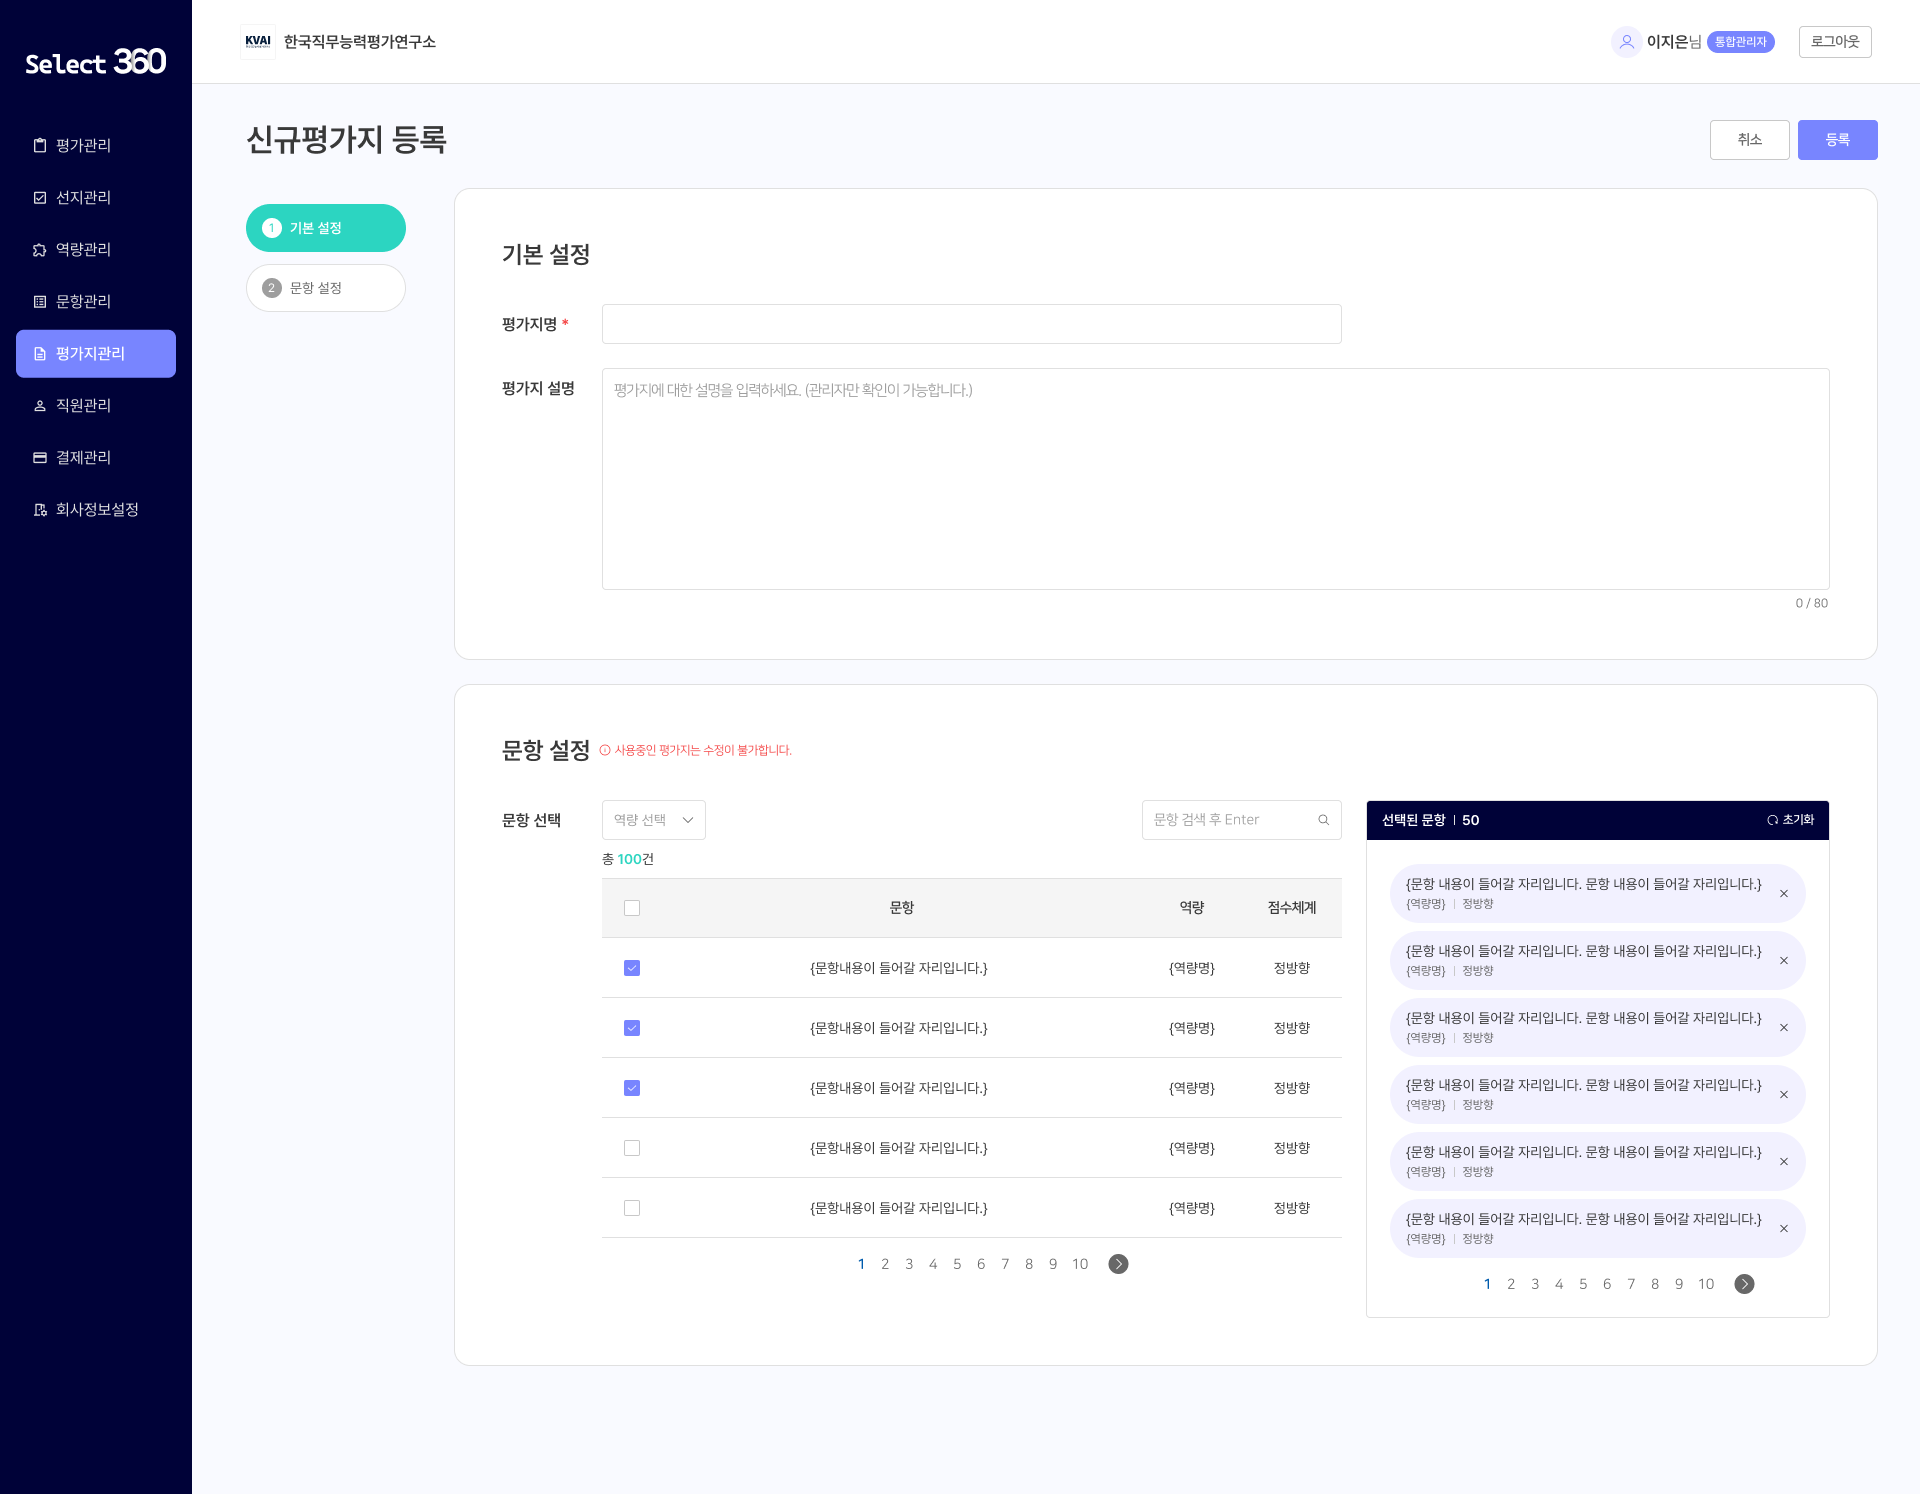 Select 360
평가관리
선지관리
역량관리
문항관리
평가지관리
직원관리
결제관리
회사정보설정
KVAI
한국직무능력평가연구소
이지은님 통합관리자
로그아웃
신규평가지 등록
취소
등록
1 기본 설정
2 문항 설정
기본 설정
평가지명 *
평가지 설명
평가지에 대한 설명을 입력하세요. (관리자만 확인이 가능합니다.)
0 / 80
문항 설정
사용중인 평가지는 수정이 불가합니다.
문항 선택
역량 선택
문항 검색 후 Enter
총 100건
문항 역량 점수체계
{문항내용이 들어갈 자리입니다.} {역량명} 정방향
{문항내용이 들어갈 자리입니다.} {역량명} 정방향
{문항내용이 들어갈 자리입니다.} {역량명} 정방향
{문항내용이 들어갈 자리입니다.} {역량명} 정방향
{문항내용이 들어갈 자리입니다.} {역량명} 정방향
1 2 3 4 5 6 7 8 9 10
선택된 문항 | 50
초기화
{문항 내용이 들어갈 자리입니다. 문항 내용이 들어갈 자리입니다.}
{역량명} | 정방향
{문항 내용이 들어갈 자리입니다. 문항 내용이 들어갈 자리입니다.}
{역량명} | 정방향
{문항 내용이 들어갈 자리입니다. 문항 내용이 들어갈 자리입니다.}
{역량명} | 정방향
{문항 내용이 들어갈 자리입니다. 문항 내용이 들어갈 자리입니다.}
{역량명} | 정방향
{문항 내용이 들어갈 자리입니다. 문항 내용이 들어갈 자리입니다.}
{역량명} | 정방향
{문항 내용이 들어갈 자리입니다. 문항 내용이 들어갈 자리입니다.}
{역량명} | 정방향
1 2 3 4 5 6 7 8 9 10